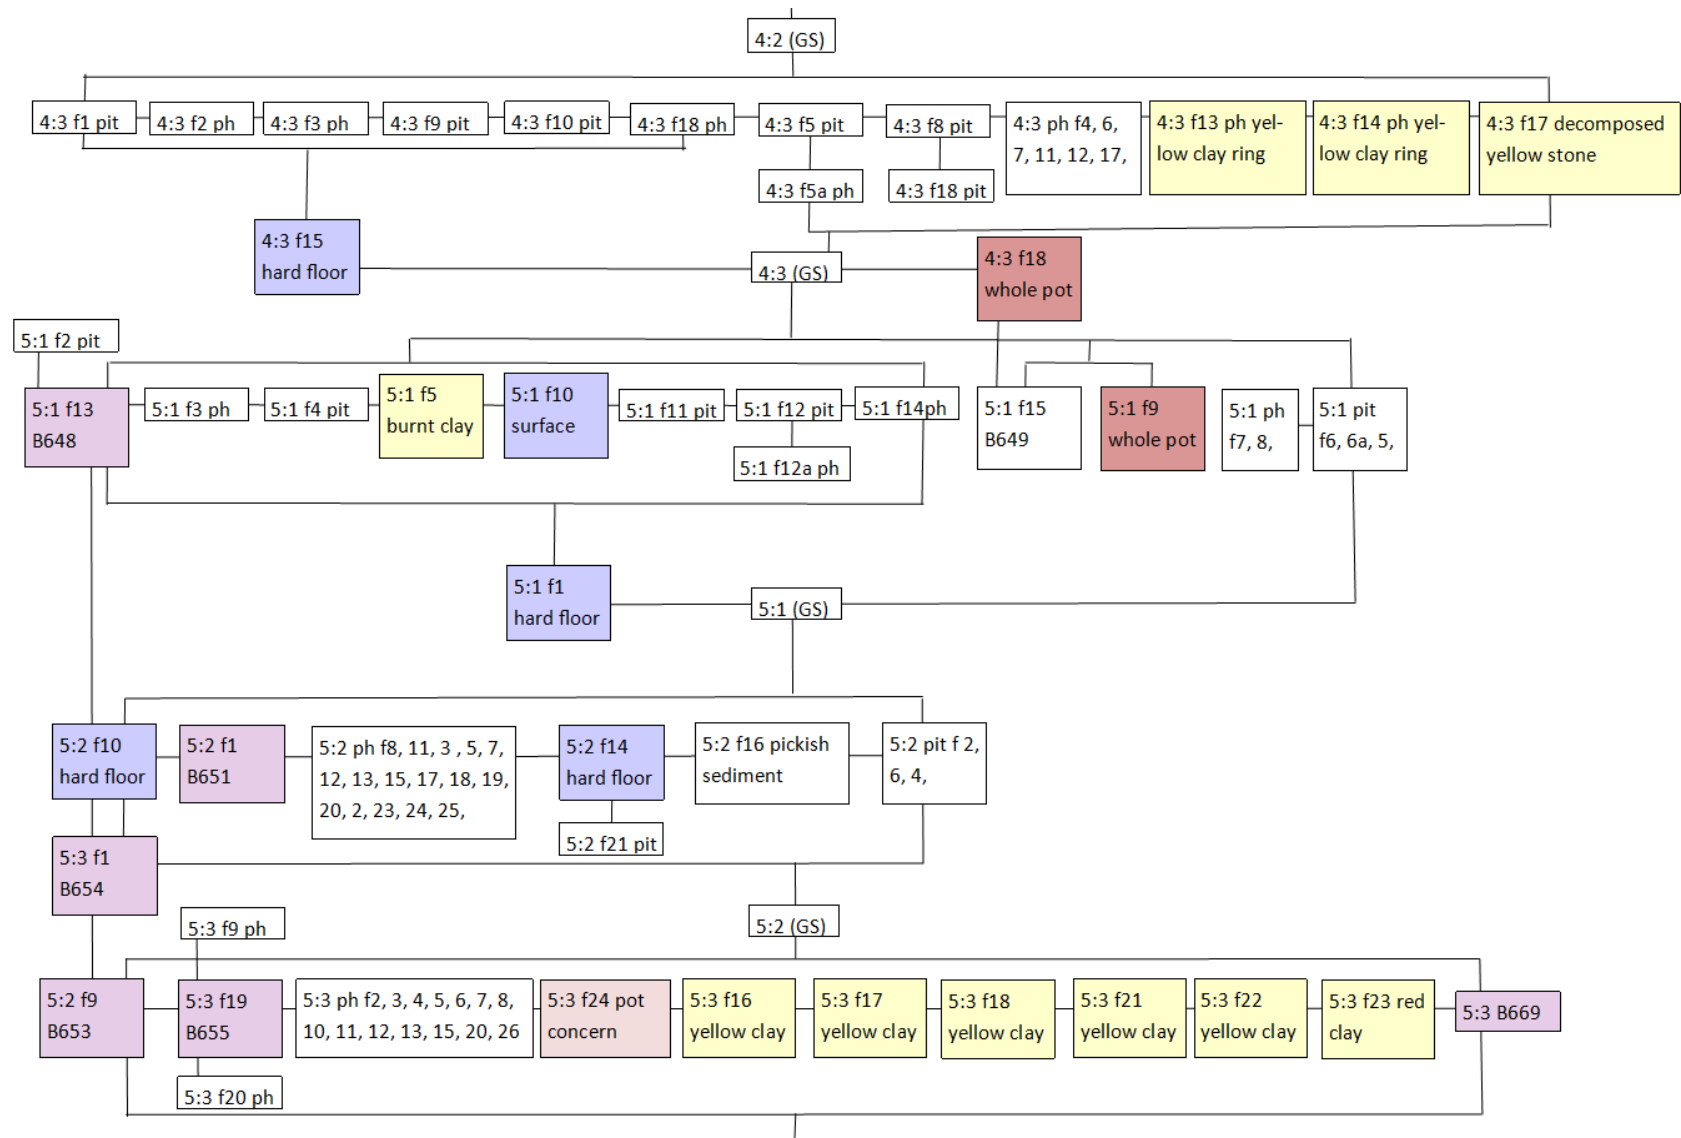 4:2 (GS)
4:3 f1 pit
4:3 f2 ph
4:3 f3 ph
4:3 f9 pit
4:3 f10 pit
4:3 f18 ph
4:3 f5 pit
4:3 f8 pit
4:3 ph f4, 6,
7, 11, 12, 17,
4:3 f13 ph yel-
low clay ring
4:3 f14 ph yel-
low clay ring
4:3 f17 decomposed
yellow stone
4:3 f5a ph
4:3 f18 pit
4:3 f15
hard floor
4:3 (GS)
4:3 f18
whole pot
5:1 f2 pit
5:1 f13
B648
5:1 f3 ph
5:1 f4 pit
5:1 f5
burnt clay
5:1 f10
surface
5:1 f11 pit
5:1 f12 pit
5:1 f14ph
5:1 f15
B649
5:1 f9
whole pot
5:1 ph
f7, 8,
5:1 pit
f6, 6a, 5,
5:1 f12a ph
5:1 f1
hard floor
5:1 (GS)
5:2 f10
hard floor
5:2 f1
B651
5:2 ph f8, 11, 3 , 5, 7,
12, 13, 15, 17, 18, 19,
20, 2, 23, 24, 25,
5:2 f14
hard floor
5:2 f16 pickish
sediment
5:2 pit f 2,
6, 4,
5:2 f21 pit
5:3 f1
B654
5:3 f9 ph
5:2 (GS)
5:2 f9
B653
5:3 f19
B655
5:3 ph f2, 3, 4, 5, 6, 7, 8,
10, 11, 12, 13, 15, 20, 26
5:3 f24 pot
concern
5:3 f16
yellow clay
5:3 f17
yellow clay
5:3 f18
yellow clay
5:3 f21
yellow clay
5:3 f22
yellow clay
5:3 f23 red
clay
5:3 B669
5:3 f20 ph